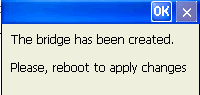 OK ×
The bridge has been created.
Please, reboot to apply changes